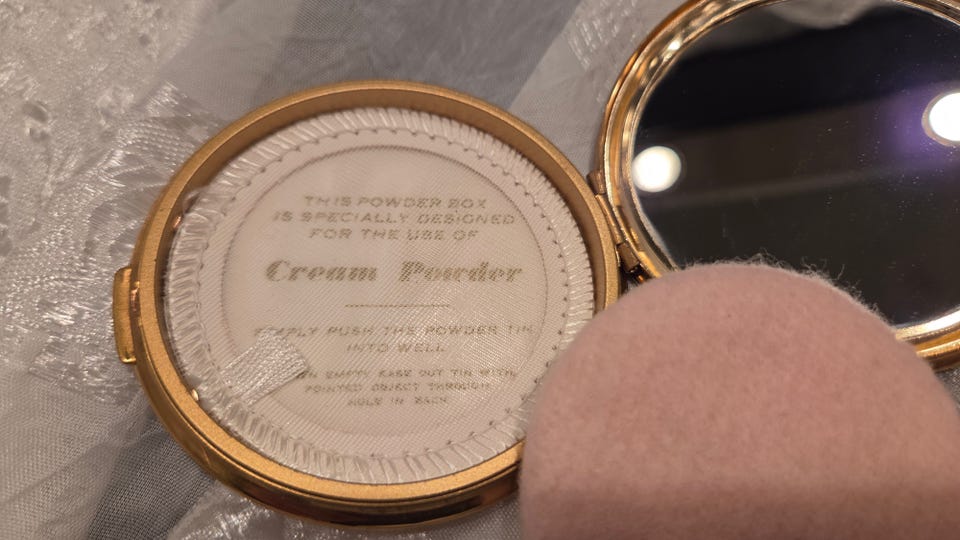 THIS POWDER BOX
IS SPECIALLY DESIGNED
FOR THE USE OF
Cream Powder
PUSH THE POWDER TIN
INTO WELL
EMPTY EASE OUT TIN WITH
POINTED OBJECT THROUGH
HOLE IN BACK